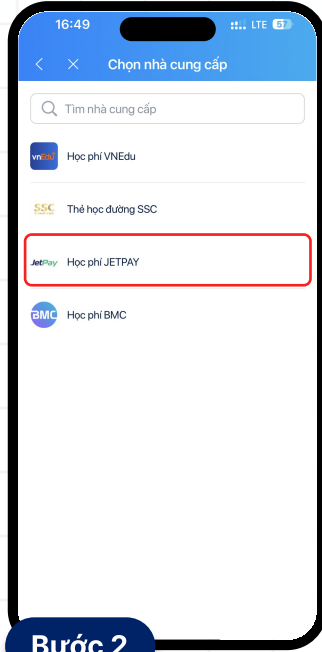 16:49 LTE 57
Chọn nhà cung cấp
Tìm nhà cung cấp
vnEdu Học phí VNEdu
SSC Thẻ học đường SSC
JetPay Học phí JETPAY
BMC Học phí BMC
Bước 2